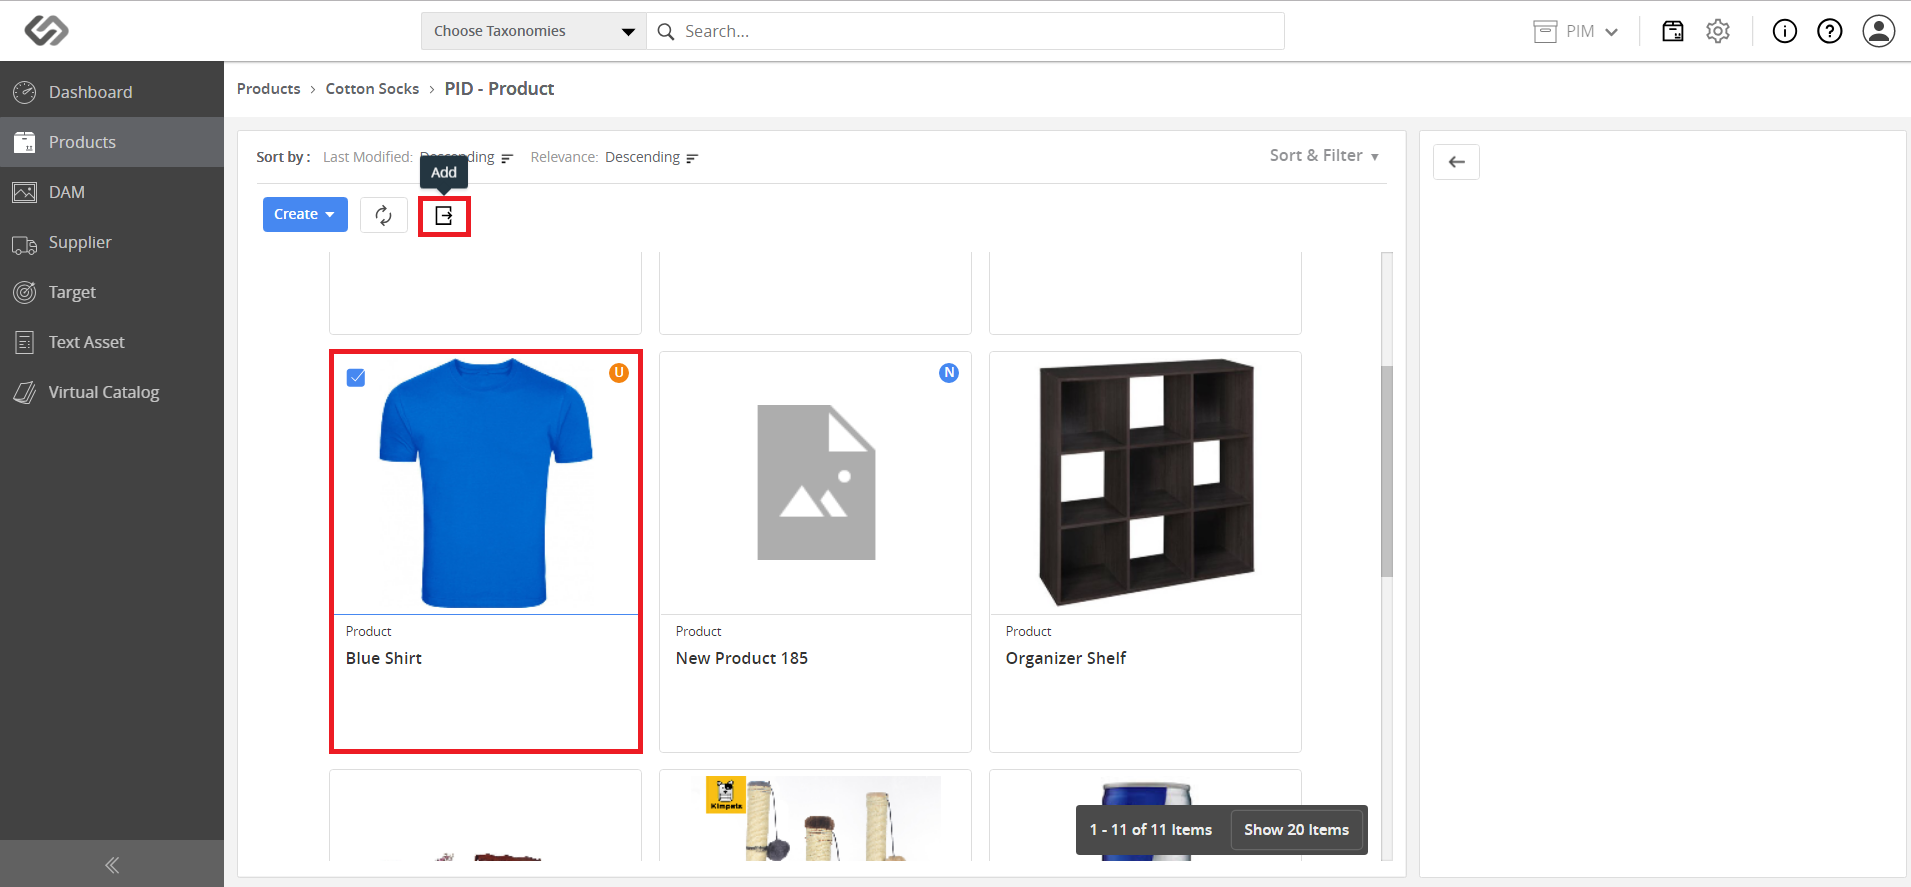 Choose Taxonomies
Search...
PIM
Dashboard
Products
DAM
Supplier
Target
Text Asset
Virtual Catalog
Products › Cotton Socks › PID - Product
Sort by : Last Modified: Descending Relevance: Descending
Sort & Filter
Add
Create
U
Product
Blue Shirt
N
Product
New Product 185
Product
Organizer Shelf
Kimpets
1 - 11 of 11 Items Show 20 Items